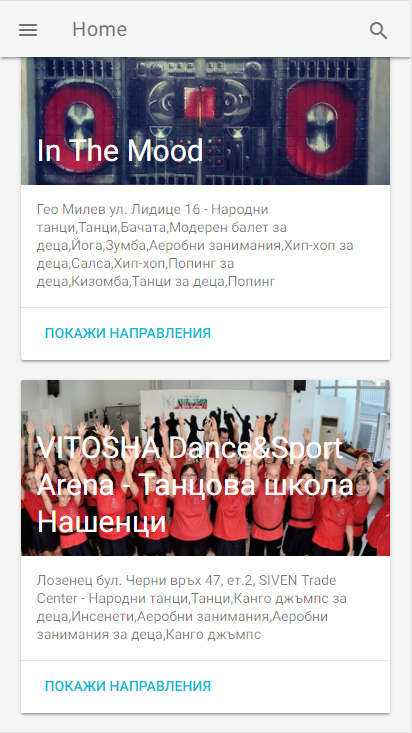 Home
In The Mood
Гео Милев ул. Лидице 16 - Народни
танци,Танци,Бачата,Модерен балет за
деца,Йога,Зумба,Аеробни занимания,Хип-хоп за
деца,Салса,Хип-хоп,Попинг за
деца,Кизомба,Танци за деца,Попинг
ПОКАЖИ НАПРАВЛЕНИЯ
VITOSHA Dance&Sport
Arena - Танцова школа
Нашенци
Лозенец бул. Черни връх 47, ет.2, SIVEN Trade
Center - Народни танци,Танци,Канго джъмпс за
деца,Инсенети,Аеробни занимания,Аеробни
занимания за деца,Канго джъмпс
ПОКАЖИ НАПРАВЛЕНИЯ